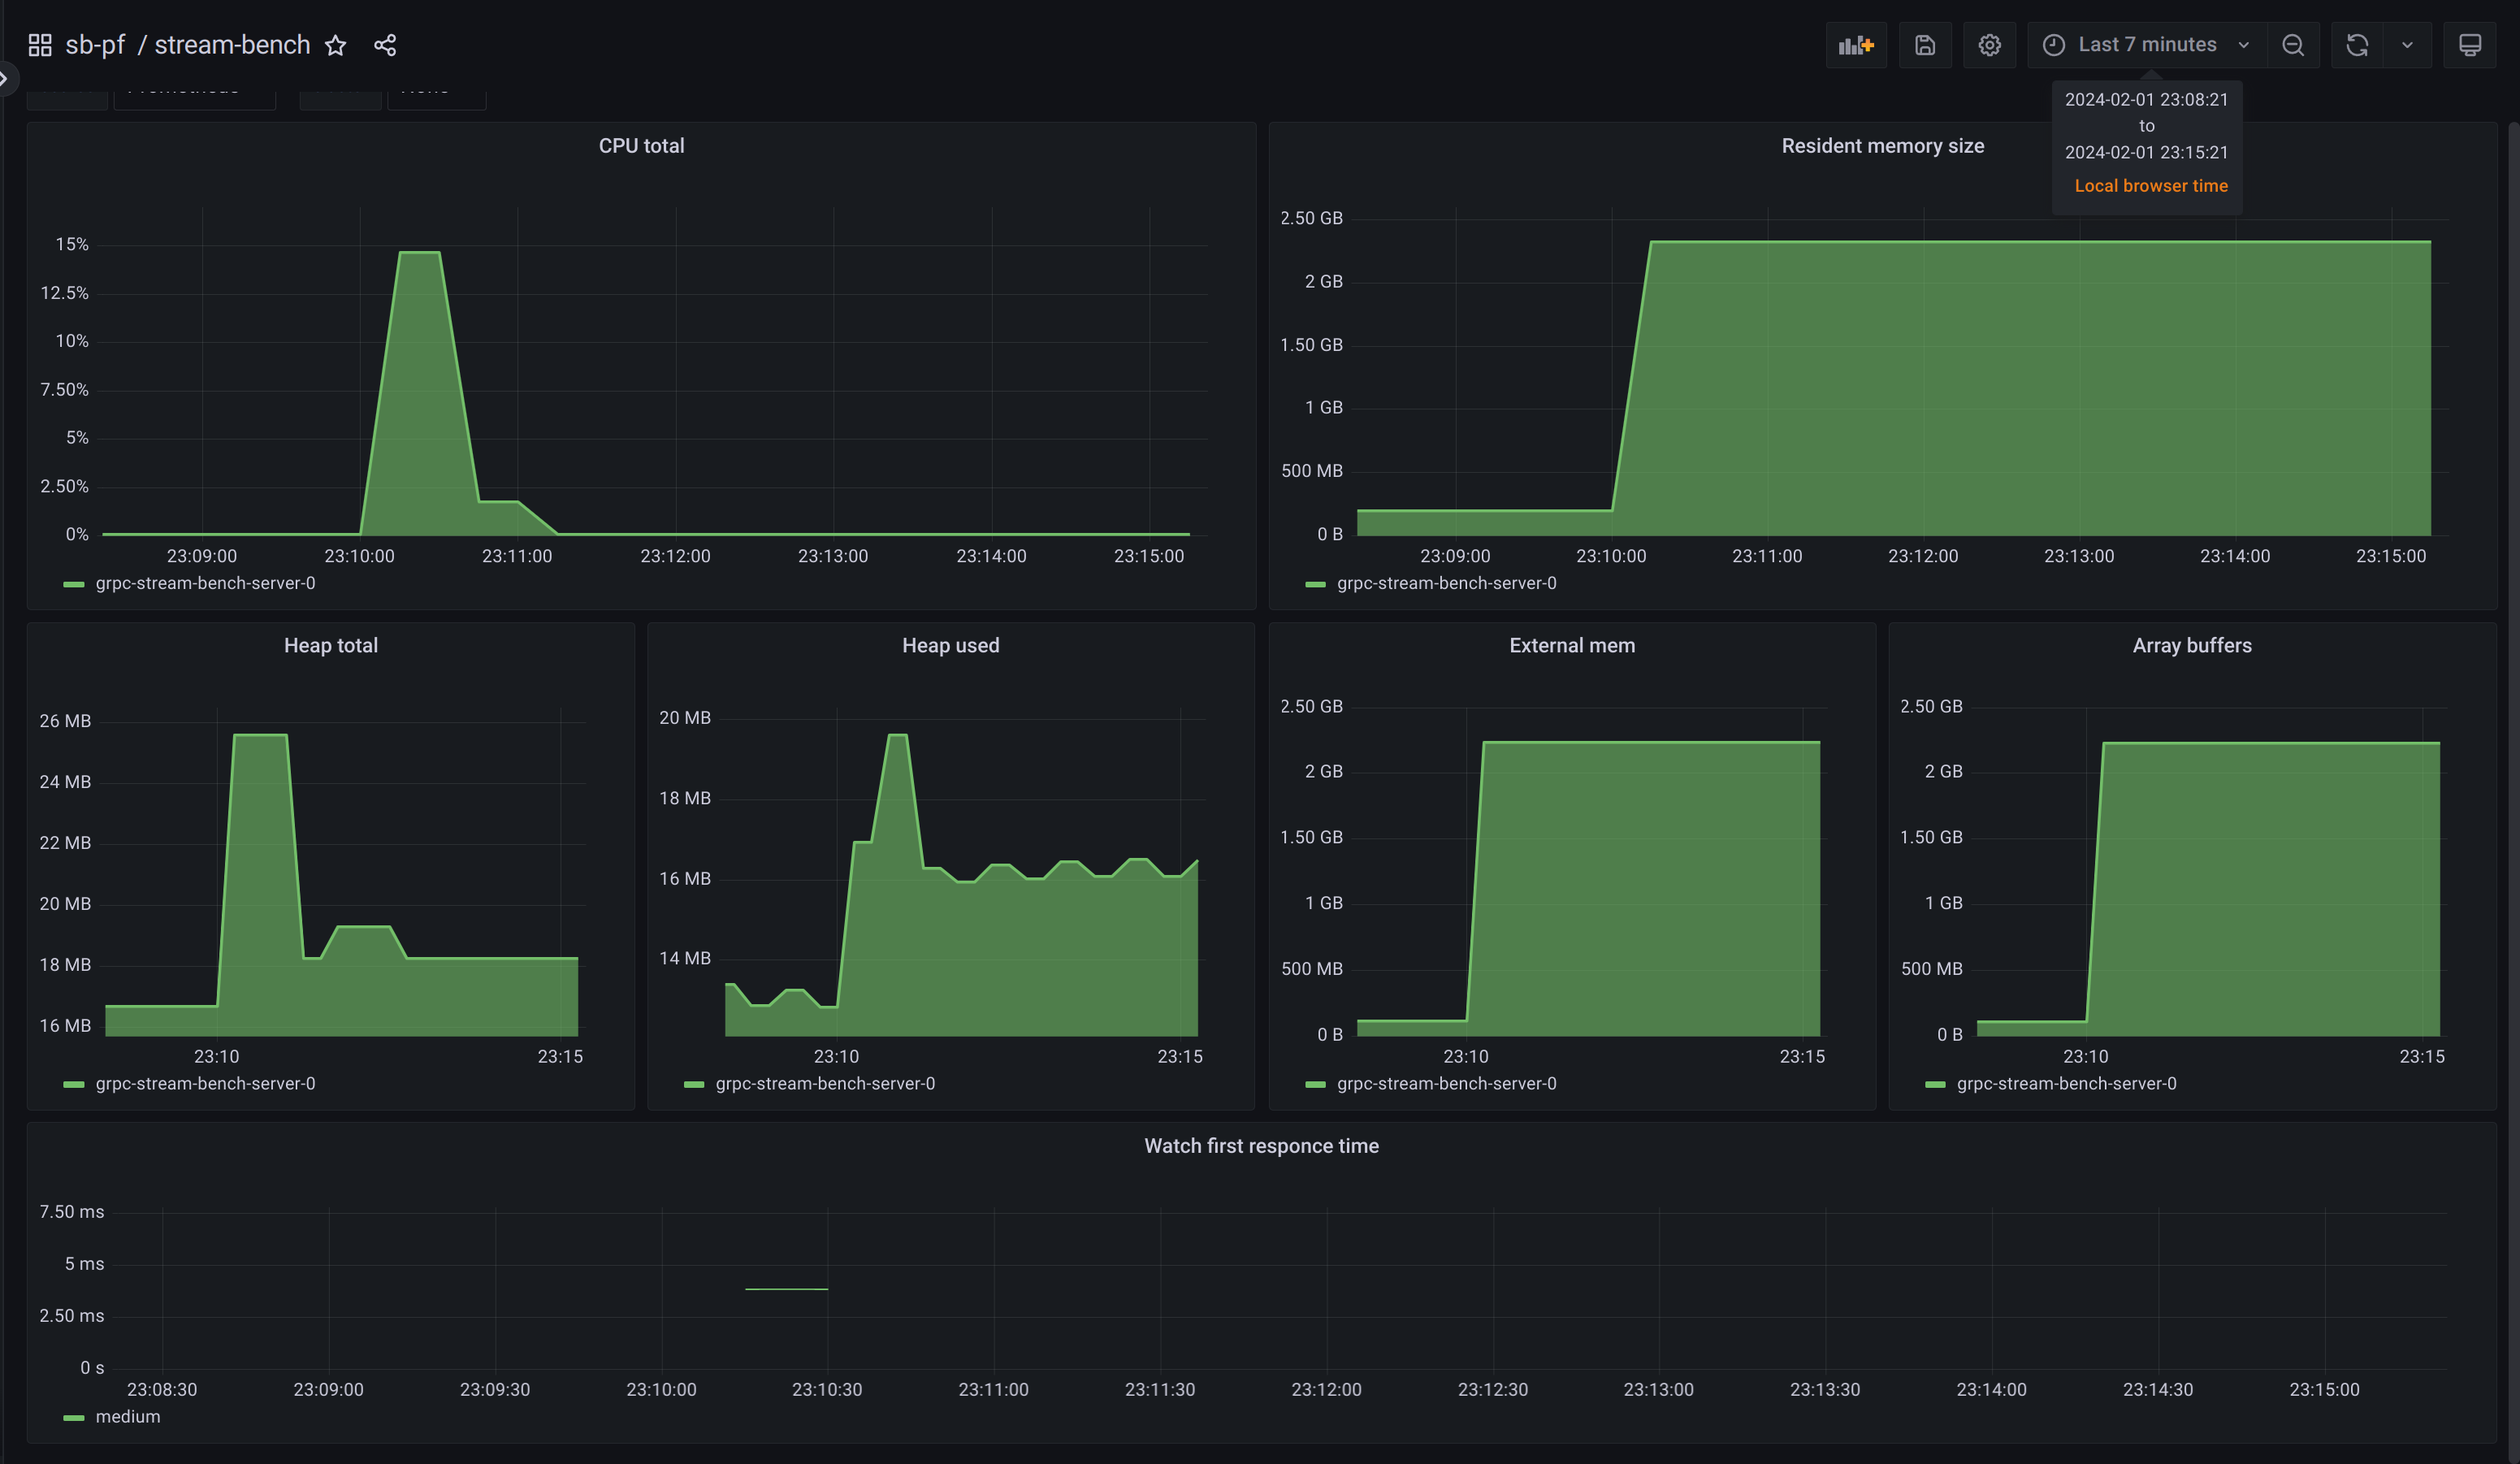 sb-pf / stream-bench
Last 7 minutes
2024-02-01 23:08:21
to
2024-02-01 23:15:21
Local browser time
CPU total
15%
12.5%
10%
7.50%
5%
2.50%
0%
23:09:00 23:10:00 23:11:00 23:12:00 23:13:00 23:14:00 23:15:00
grpc-stream-bench-server-0
Resident memory size
2.50 GB
2 GB
1.50 GB
1 GB
500 MB
0 B
23:09:00 23:10:00 23:11:00 23:12:00 23:13:00 23:14:00 23:15:00
grpc-stream-bench-server-0
Heap total
26 MB
24 MB
22 MB
20 MB
18 MB
16 MB
23:10 23:15
grpc-stream-bench-server-0
Heap used
20 MB
18 MB
16 MB
14 MB
23:10 23:15
grpc-stream-bench-server-0
External mem
2.50 GB
2 GB
1.50 GB
1 GB
500 MB
0 B
23:10 23:15
grpc-stream-bench-server-0
Array buffers
2.50 GB
2 GB
1.50 GB
1 GB
500 MB
0 B
23:10 23:15
grpc-stream-bench-server-0
Watch first responce time
7.50 ms
5 ms
2.50 ms
0 s
23:08:30 23:09:00 23:09:30 23:10:00 23:10:30 23:11:00 23:11:30 23:12:00 23:12:30 23:13:00 23:13:30 23:14:00 23:14:30 23:15:00
medium